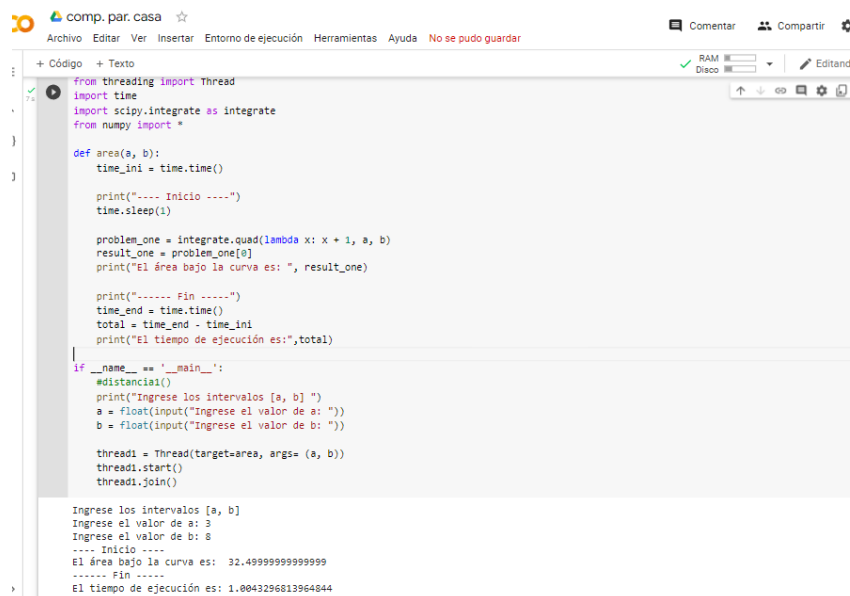 comp. par. casa
Comentar Compartir
Archivo Editar Ver Insertar Entorno de ejecución Herramientas Ayuda No se pudo guardar
+ Código + Texto
RAM
Disco
Editand
7 s
from threading import Thread
import time
import scipy.integrate as integrate
from numpy import *
def area(a, b):
    time_ini = time.time()
    print("---- Inicio ----")
    time.sleep(1)
    problem_one = integrate.quad(lambda x: x + 1, a, b)
    result_one = problem_one[0]
    print("El área bajo la curva es: ", result_one)
    print("------ Fin -----")
    time_end = time.time()
    total = time_end - time_ini
    print("El tiempo de ejecución es:",total)
if __name__ == '__main__':
    #distancia1()
    print("Ingrese los intervalos [a, b] ")
    a = float(input("Ingrese el valor de a: "))
    b = float(input("Ingrese el valor de b: "))
    thread1 = Thread(target=area, args= (a, b))
    thread1.start()
    thread1.join()
Ingrese los intervalos [a, b]
Ingrese el valor de a: 3
Ingrese el valor de b: 8
---- Inicio ----
El área bajo la curva es:  32.49999999999999
------ Fin -----
El tiempo de ejecución es: 1.0043296813964844